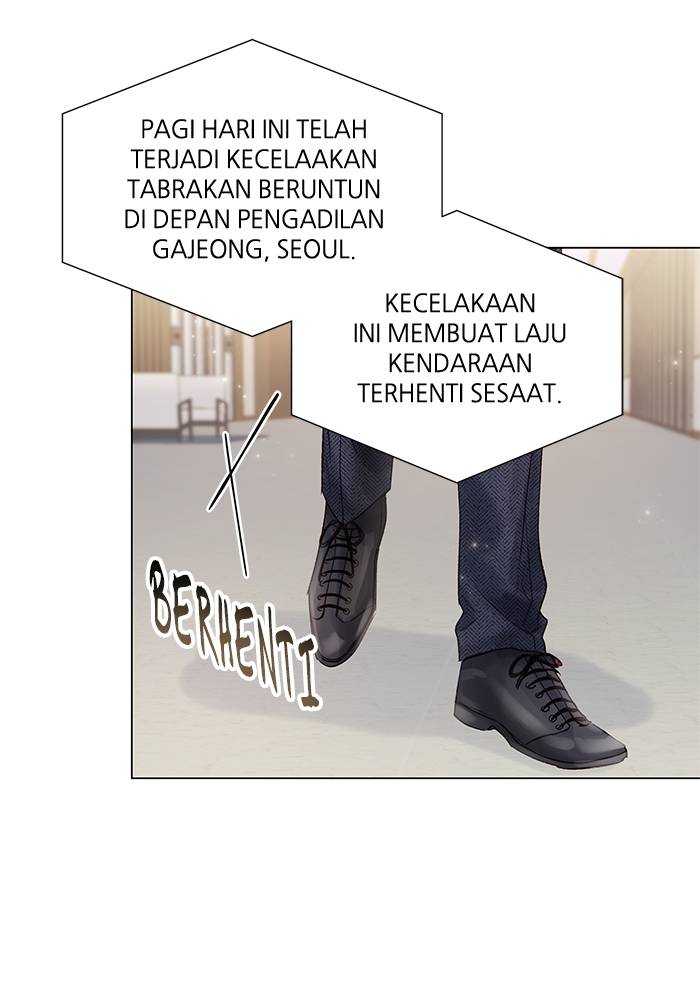 PAGI HARI INI TELAH
TERJADI KECELAAKAN
TABRAKAN BERUNTUN
DI DEPAN PENGADILAN
GAJEONG, SEOUL.
KECELAKAAN
INI MEMBUAT LAJU
KENDARAAN
TERHENTI SESAAT.
BERHENTI